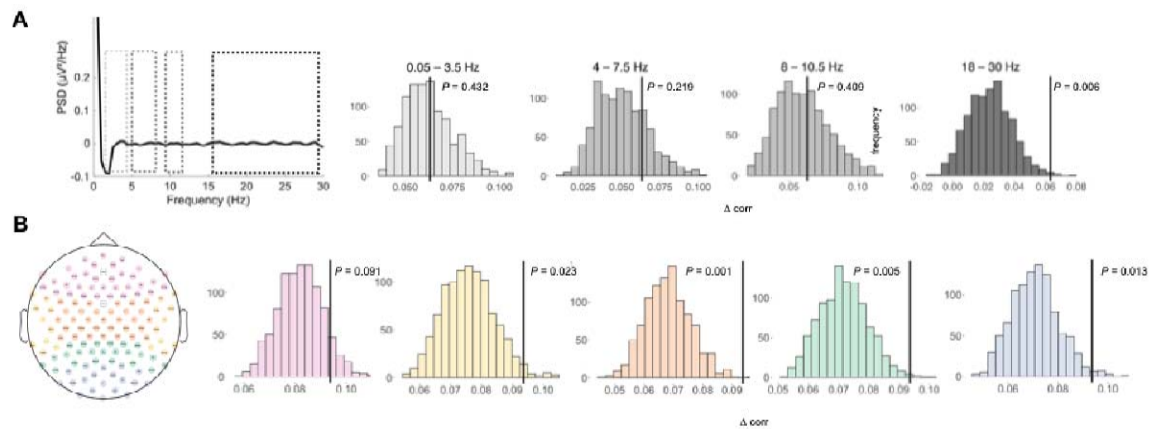 A
PSD (µV²/Hz)
0.2
0.1
0
-0.1
0 5 10 15 20 25 30
Frequency (Hz)
0.05 – 3.5 Hz
P = 0.432
100
50
0
0.050 0.075 0.100
4 – 7.5 Hz
P = 0.219
100
50
0
0.025 0.050 0.075 0.100
8 – 10.5 Hz
P = 0.409
100
50
0
0.05 0.10
frequency
18 – 30 Hz
P = 0.006
100
50
0
-0.02 0.00 0.02 0.04 0.06 0.08
Δ corr
B
P = 0.091
100
50
0
0.06 0.08 0.10
P = 0.023
100
50
0
0.06 0.07 0.08 0.09 0.10
P = 0.001
100
50
0
0.05 0.06 0.07 0.08 0.09
P = 0.005
100
50
0
0.05 0.06 0.07 0.08 0.09 0.10
P = 0.013
100
50
0
0.06 0.08 0.10
Δ corr